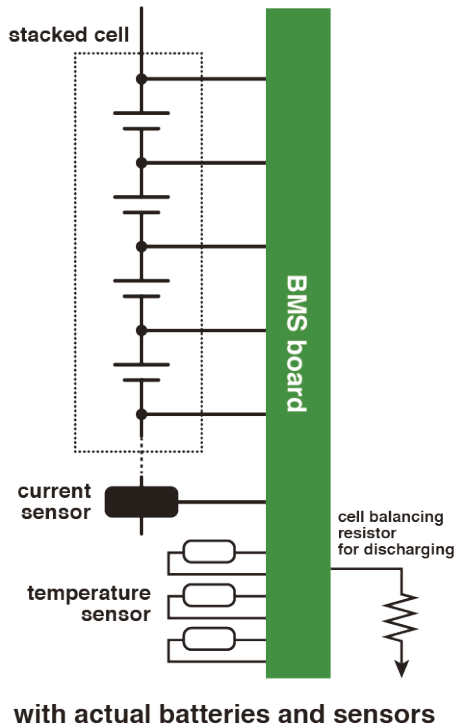 stacked cell
BMS board
current
sensor
cell balancing
resistor
for discharging
temperature
sensor
with actual batteries and sensors